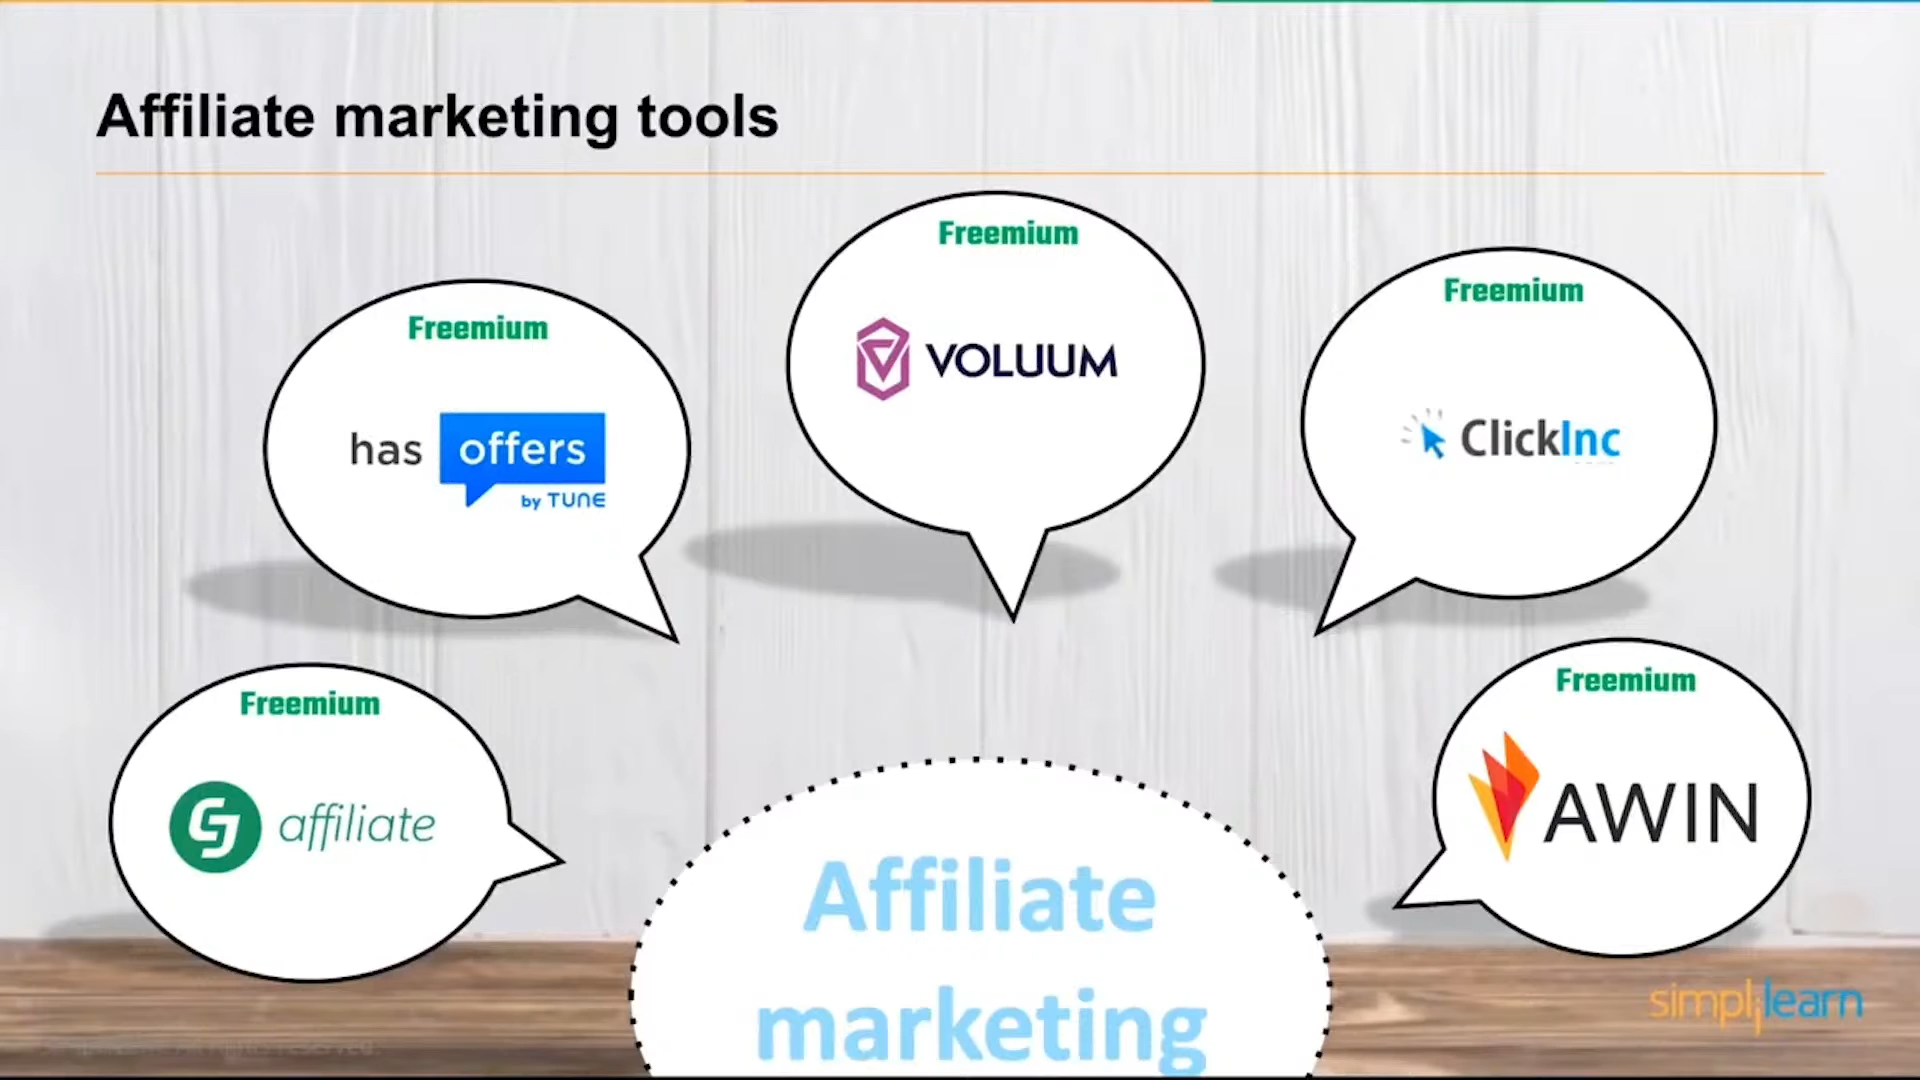 Affiliate marketing tools
Freemium
VOLUUM
Freemium
ClickInc
Freemium
has offers
by TUNE
Freemium
CJ affiliate
Freemium
AWIN
Affiliate
marketing
simplilearn